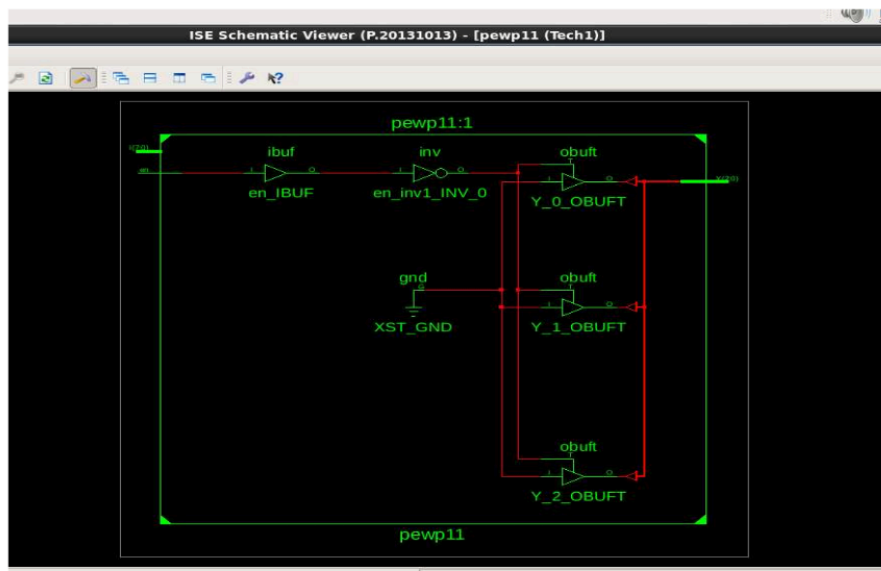 ISE Schematic Viewer (P.20131013) - [pewp11 (Tech1)]
pewp11:1
ibuf
inv
obuft
I O
I O
T
I O
en_IBUF
en_inv1_INV_0
Y_0_OBUFT
gnd
G
obuft
T
I O
XST_GND
Y_1_OBUFT
obuft
T
I O
Y_2_OBUFT
pewp11